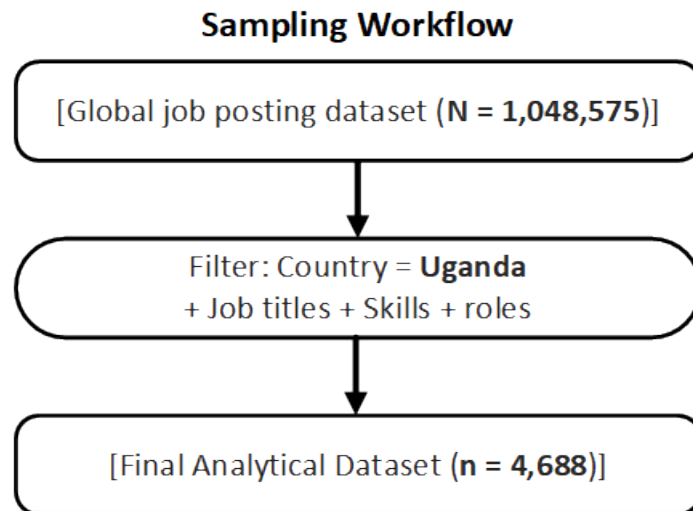 Sampling Workflow
[Global job posting dataset (N = 1,048,575)]
Filter: Country = Uganda
+ Job titles + Skills + roles
[Final Analytical Dataset (n = 4,688)]